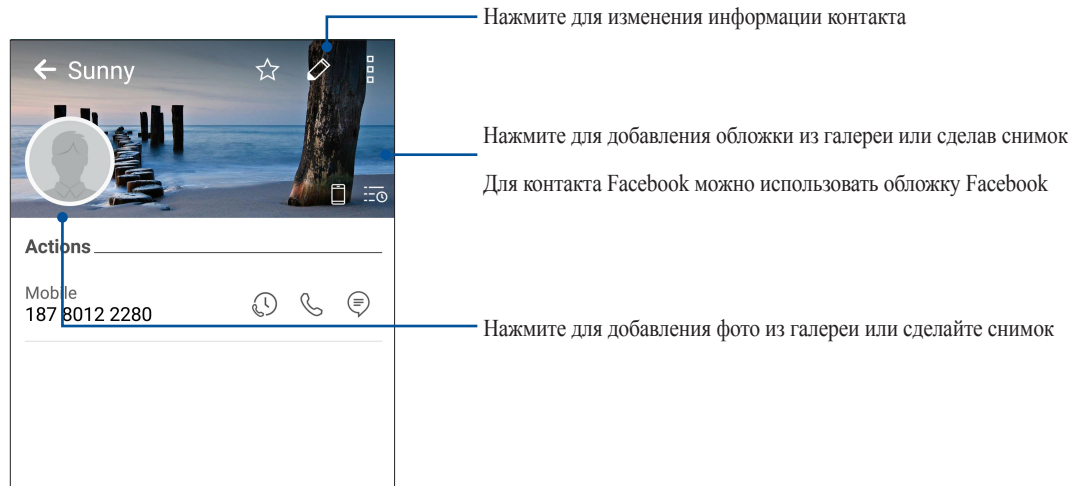 Нажмите для изменения информации контакта
Sunny
Нажмите для добавления обложки из галереи или сделав снимок
Для контакта Facebook можно использовать обложку Facebook
Actions
Mobile
187 8012 2280
Нажмите для добавления фото из галереи или сделайте снимок